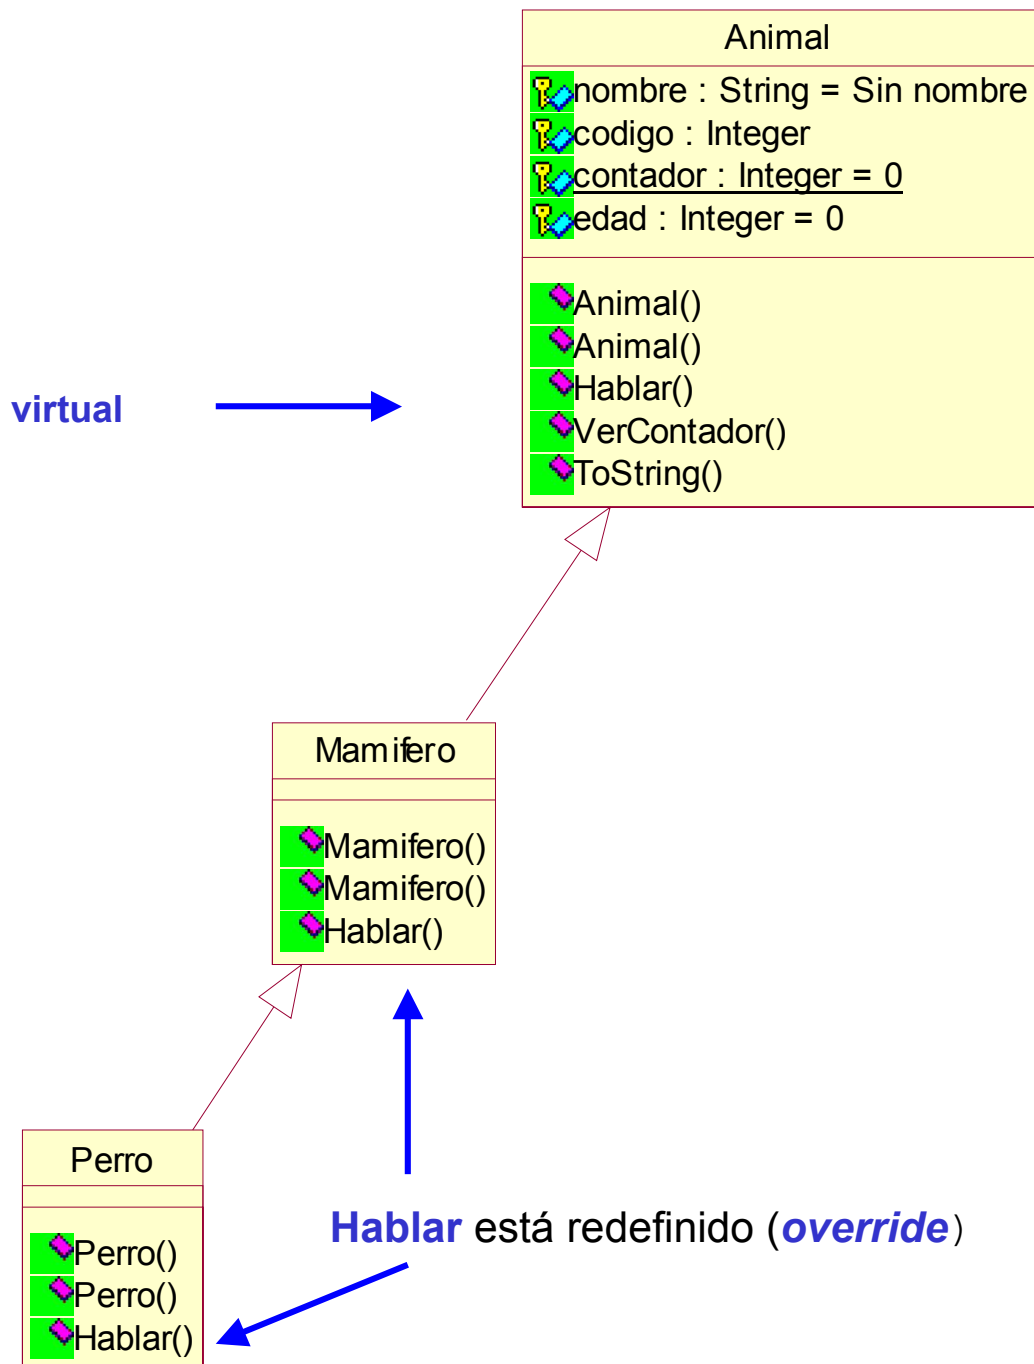 Animal
nombre : String = Sin nombre
codigo : Integer
contador : Integer = 0
edad : Integer = 0
Animal()
Animal()
Hablar()
VerContador()
ToString()
virtual
Mamifero
Mamifero()
Mamifero()
Hablar()
Perro
Perro()
Perro()
Hablar()
Hablar está redefinido (override)